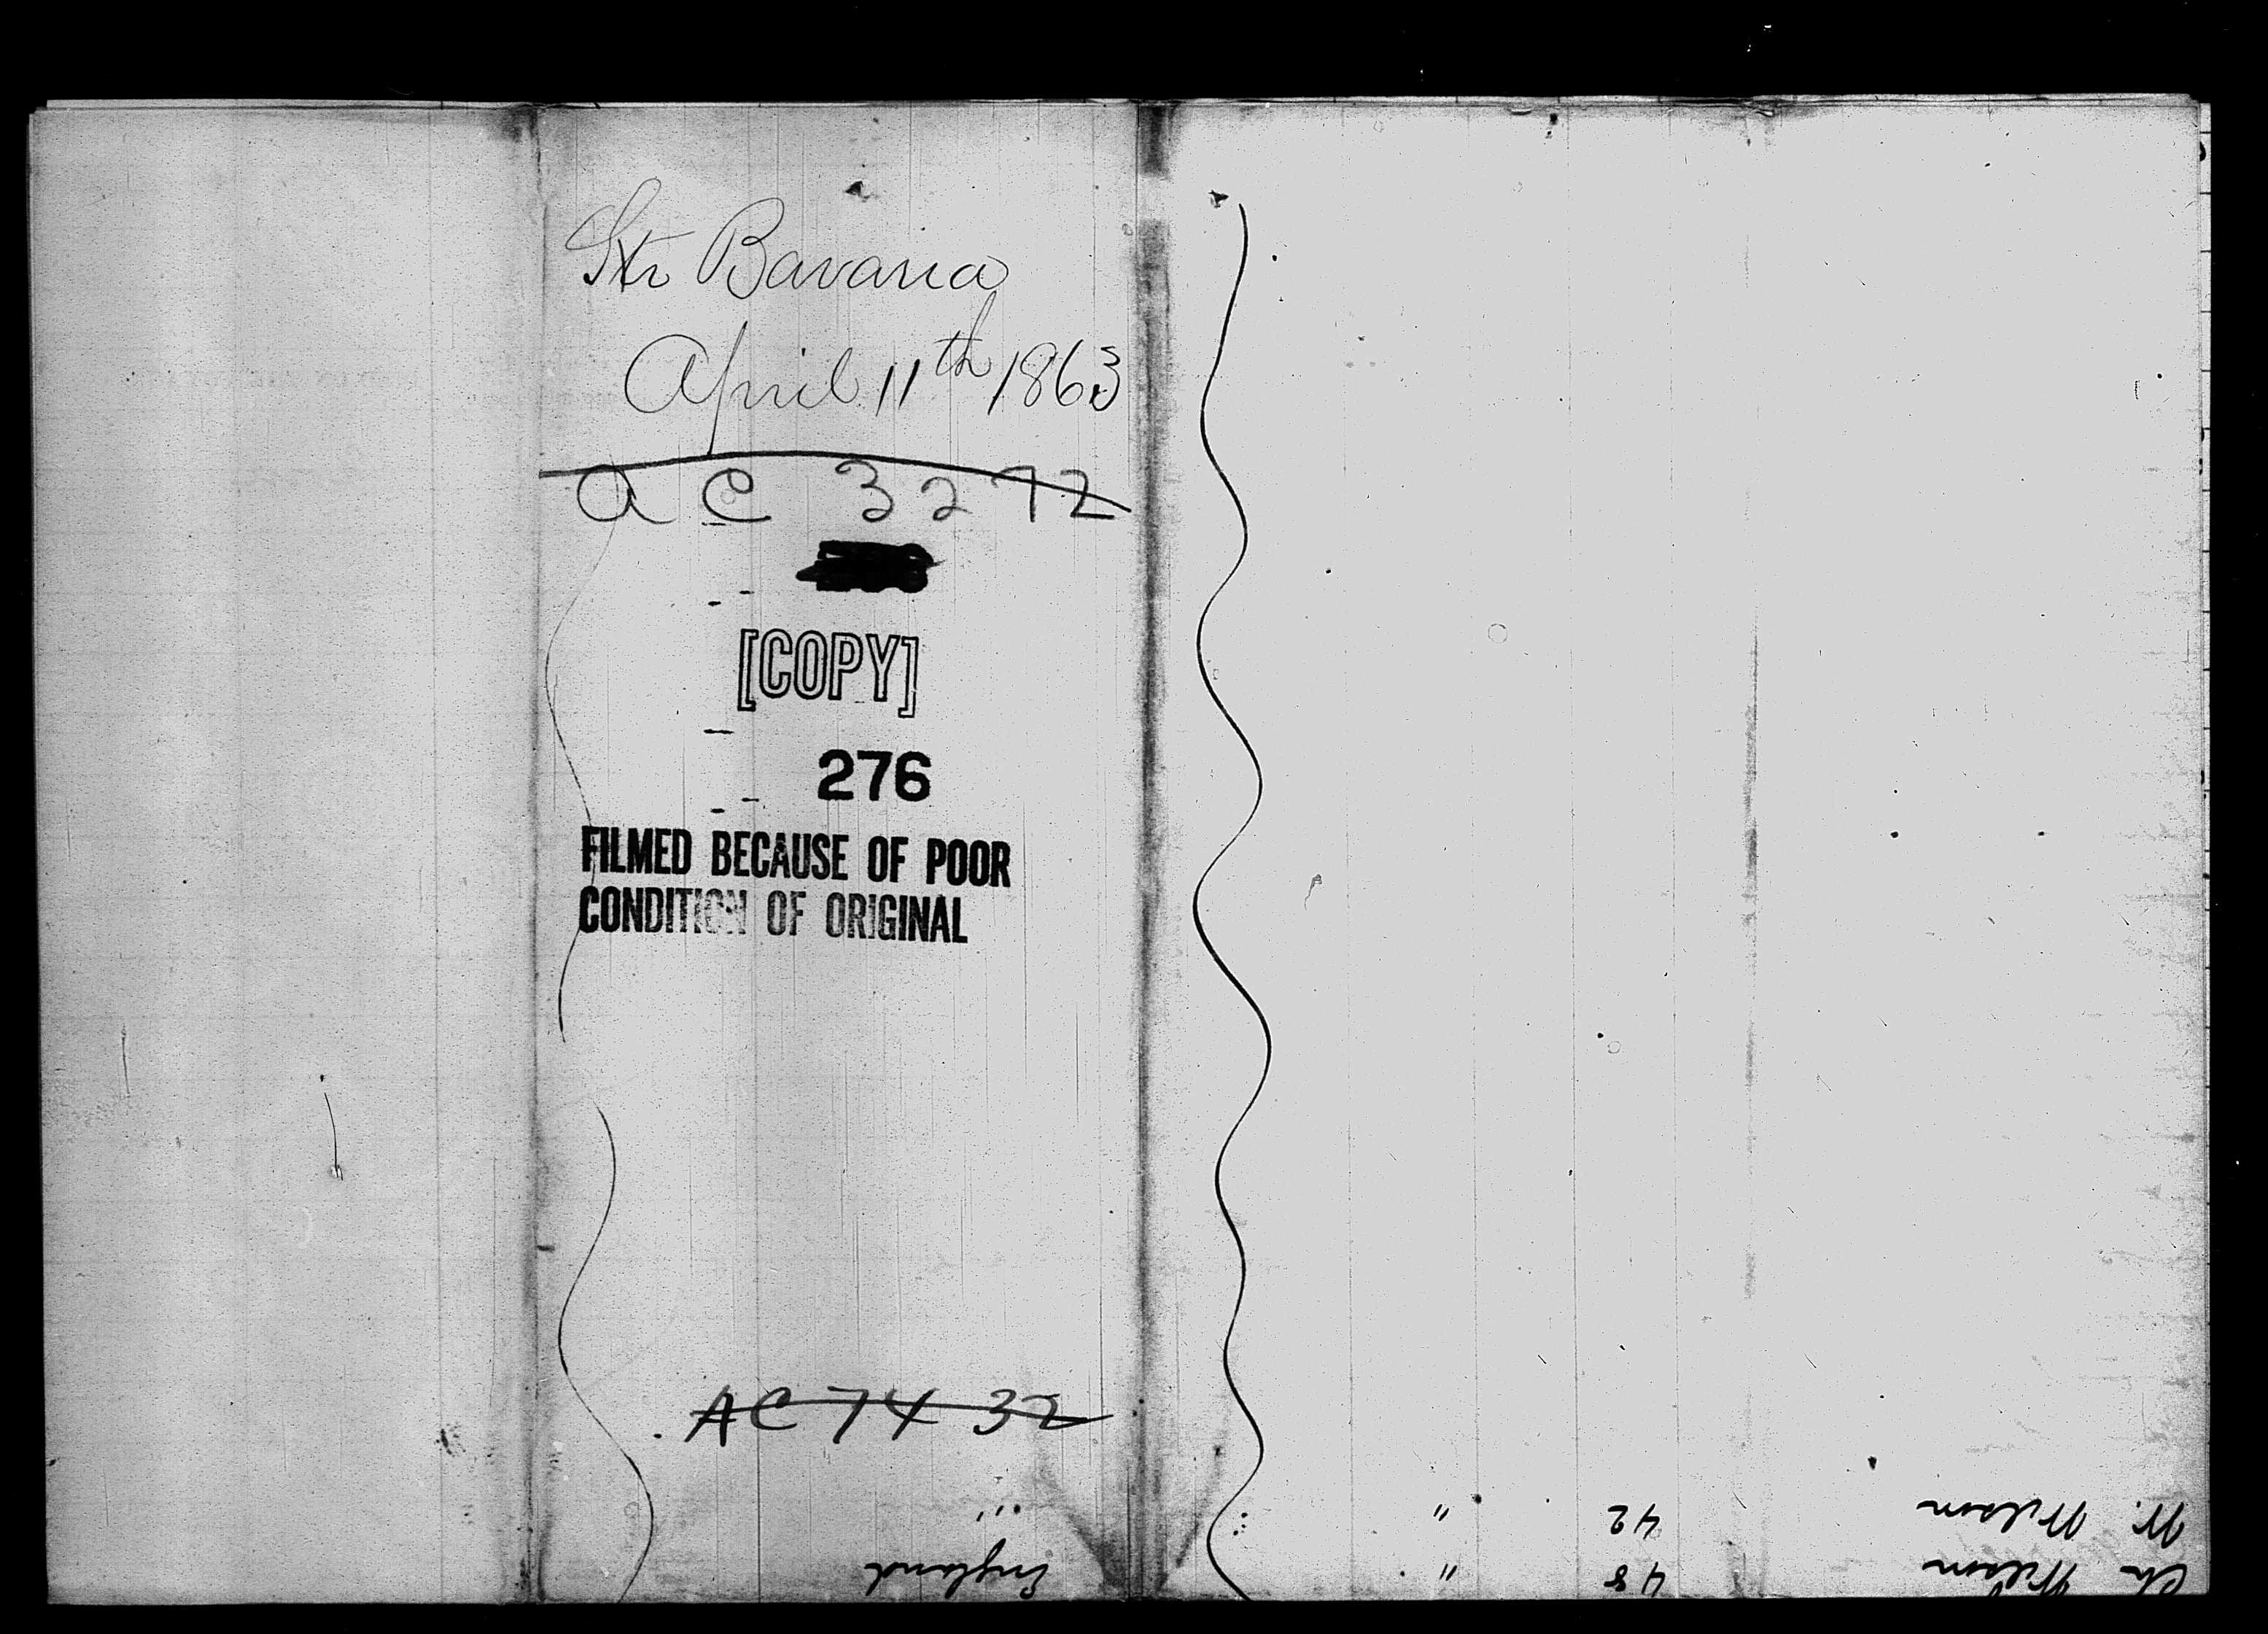 Str Bavaria
April 11th 1863
A C 3272
[COPY]
276
FILMED BECAUSE OF POOR
CONDITION OF ORIGINAL
AC 74 32
England
"
Ch Wilson 48 "
W. Wilson 42 "